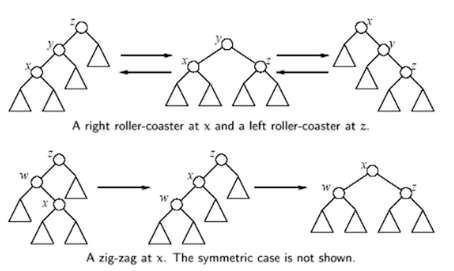 z x
y y y
x x z z
A right roller-coaster at x and a left roller-coaster at z.
z z
w x x
x w w z
A zig-zag at x. The symmetric case is not shown.